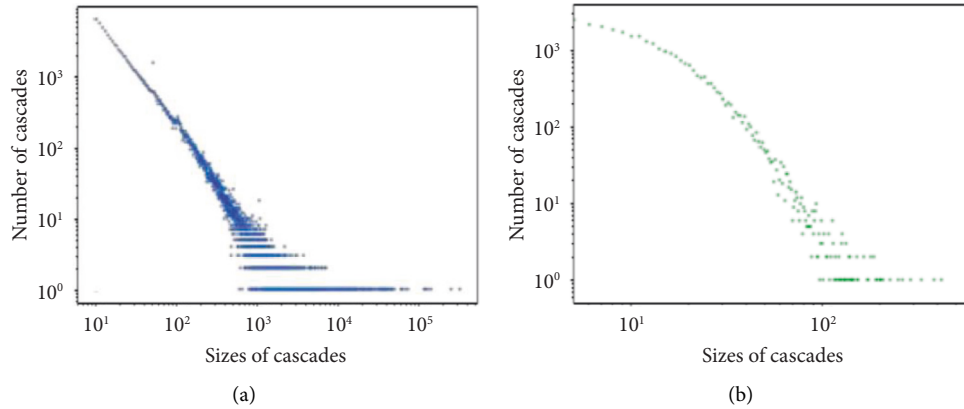 Number of cascades
10³
10²
10¹
10⁰
10¹ 10² 10³ 10⁴ 10⁵
Sizes of cascades
(a)
Number of cascades
10³
10²
10¹
10⁰
10¹ 10²
Sizes of cascades
(b)